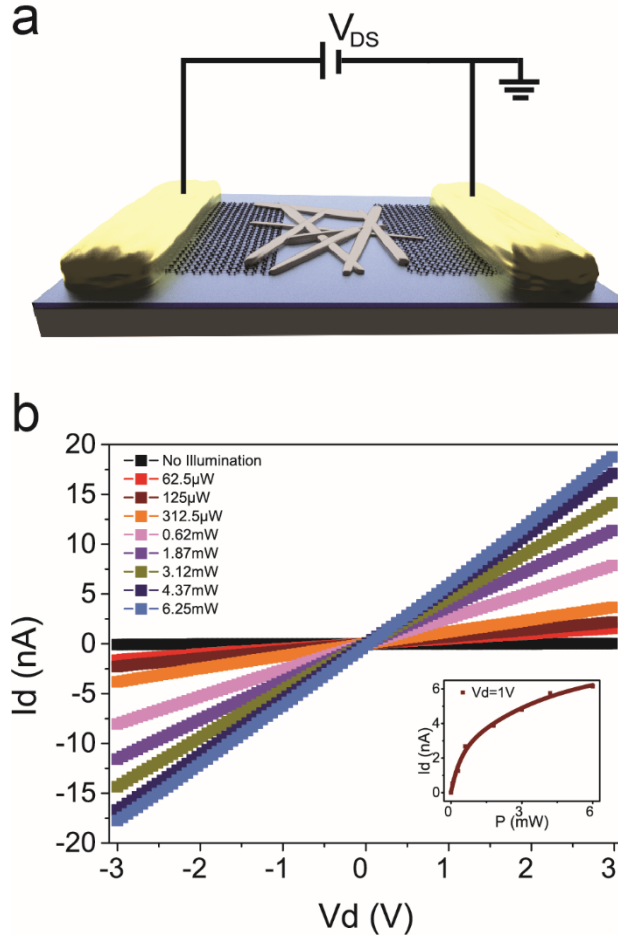 a
V_DS
b
Id (nA)
20
15
10
5
0
-5
-10
-15
-20
No Illumination
62.5μW
125μW
312.5μW
0.62mW
1.87mW
3.12mW
4.37mW
6.25mW
Id (nA)
6
4
2
0
Vd=1V
0
3
6
P (mW)
-3
-2
-1
0
1
2
3
Vd (V)